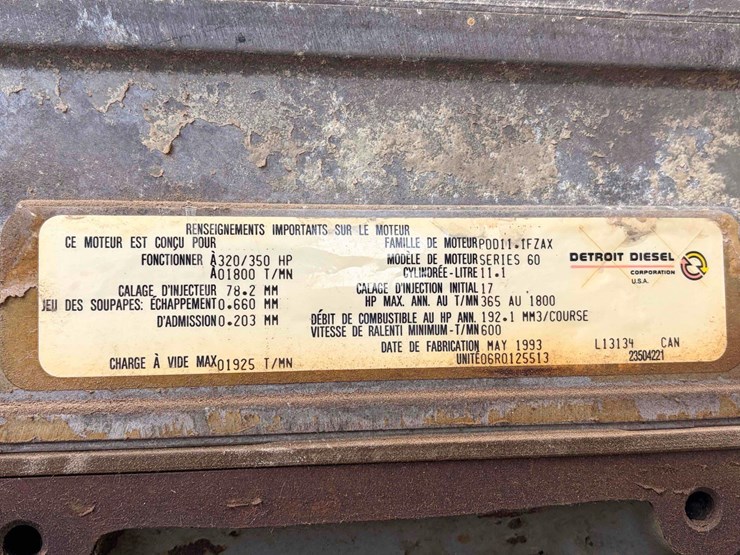 RENSEIGNEMENTS IMPORTANTS SUR LE MOTEUR
CE MOTEUR EST CONÇU POUR
FONCTIONNER À 320/350 HP
À 01800 T/MN
CALAGE D'INJECTEUR 78.2 MM
JEU DES SOUPAPES: ÉCHAPPEMENT 0.660 MM
D'ADMISSION 0.203 MM
CHARGE À VIDE MAX 01925 T/MN
FAMILLE DE MOTEUR PDD11.1FZAX
MODÈLE DE MOTEUR SERIES 60
CYLINDRÉE-LITRE 11.1
CALAGE D'INJECTION INITIAL 17
HP MAX. ANN. AU T/MN 365 AU 1800
DÉBIT DE COMBUSTIBLE AU HP ANN. 192.1 MM3/COURSE
VITESSE DE RALENTI MINIMUM-T/MN 600
DATE DE FABRICATION MAY 1993
UNITÉ 06R0125513
DETROIT DIESEL
CORPORATION
U.S.A.
L13134 CAN
23504221